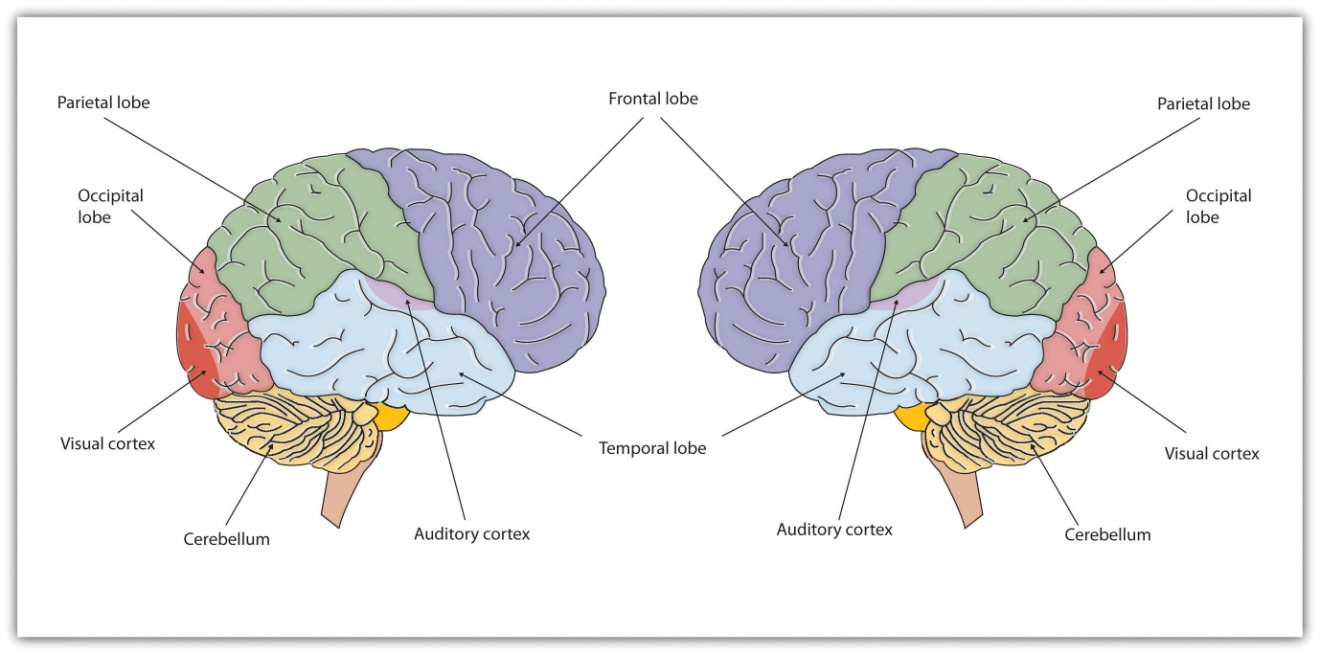 Parietal lobe
Frontal lobe
Parietal lobe
Occipital
lobe
Occipital
lobe
Visual cortex
Temporal lobe
Visual cortex
Cerebellum
Auditory cortex
Auditory cortex
Cerebellum